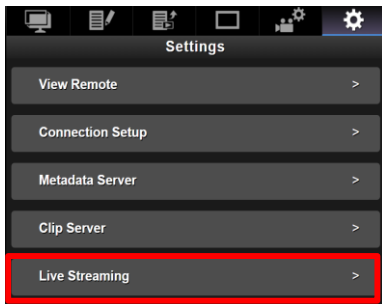 Settings
View Remote >
Connection Setup >
Metadata Server >
Clip Server >
Live Streaming >